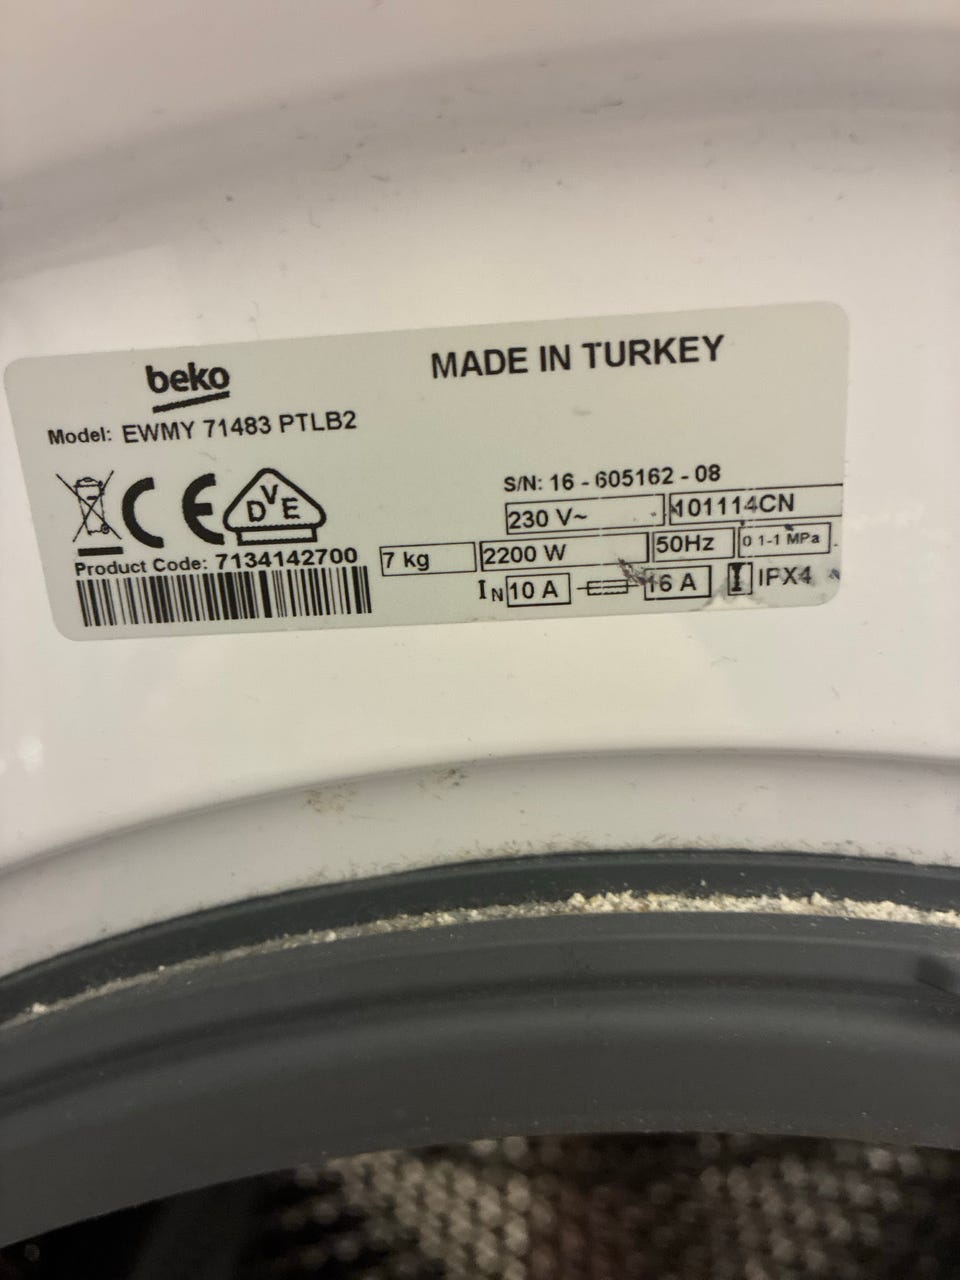 beko
MADE IN TURKEY
Model: EWMY 71483 PTLB2
DVE
S/N: 16 - 605162 - 08
230 V~ 101114CN
Product Code: 7134142700
7 kg 2200 W 50Hz 0 1-1 MPa
IN 10 A 16 A I IPX4